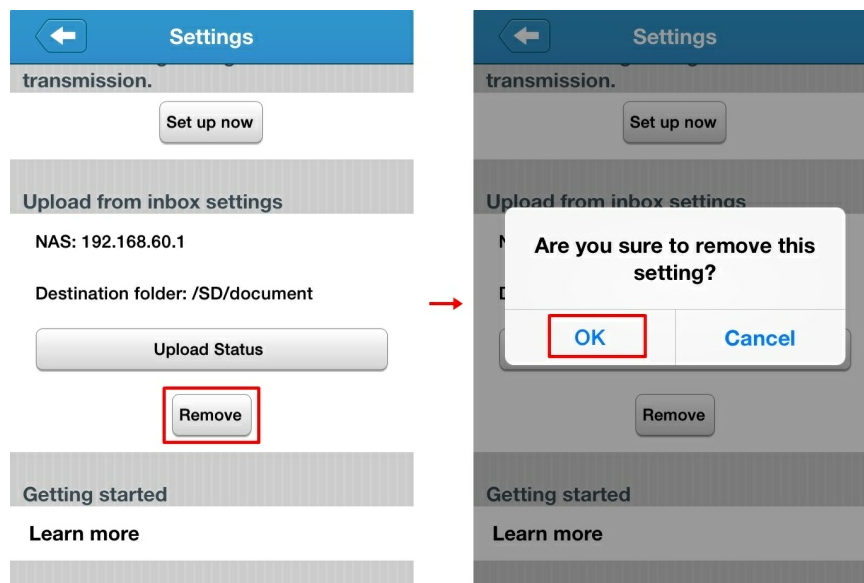 Settings
transmission.
Set up now
Upload from inbox settings
NAS: 192.168.60.1
Destination folder: /SD/document
Upload Status
Remove
Getting started
Learn more
Settings
transmission.
Set up now
Upload from inbox settings
Are you sure to remove this
setting?
OK
Cancel
Remove
Getting started
Learn more